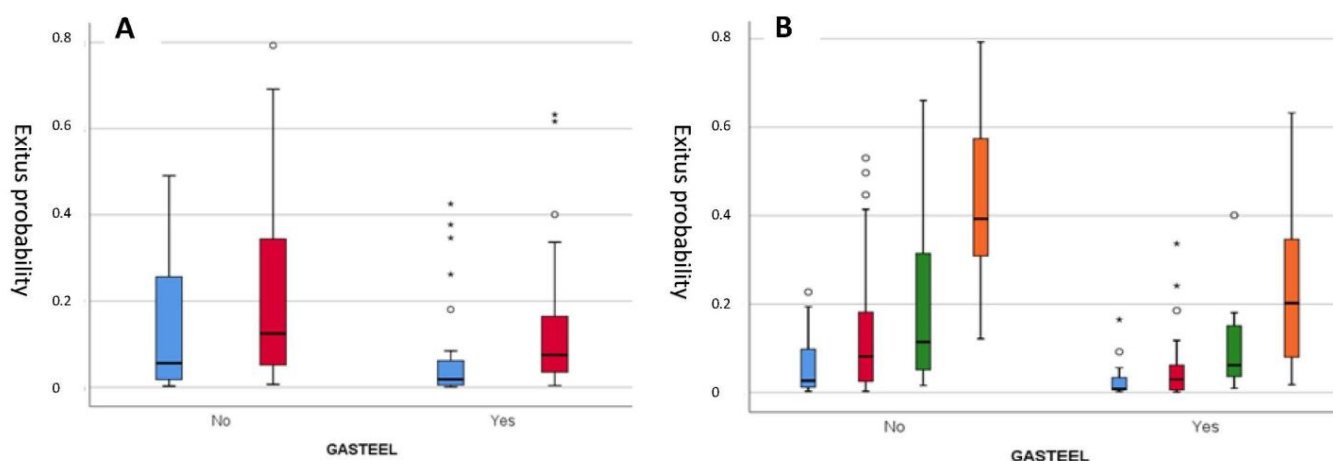 A
Exitus probability
0.8
0.6
0.4
0.2
0
No
Yes
GASTEEL
B
Exitus probability
0.8
0.6
0.4
0.2
0
No
Yes
GASTEEL